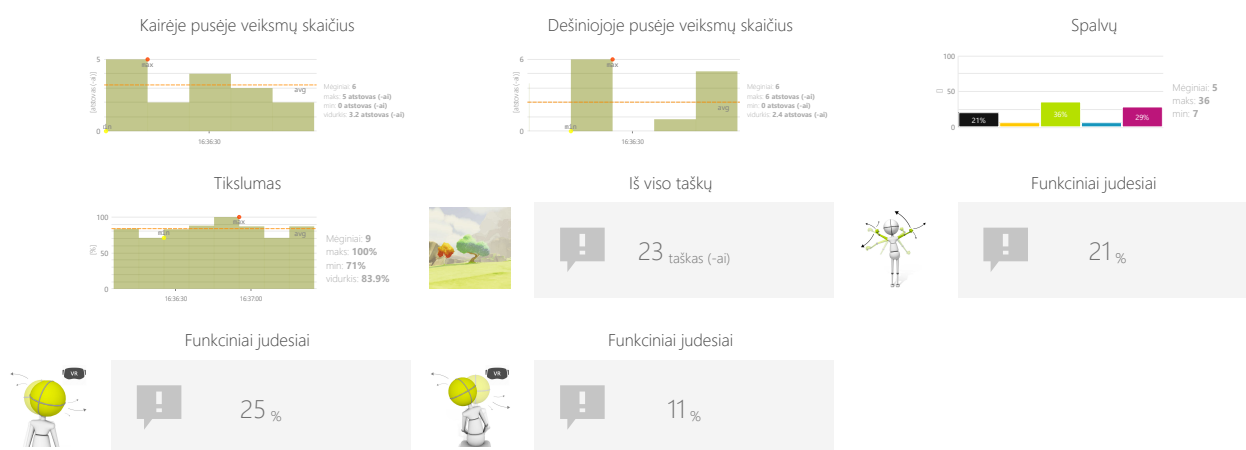 Kairėje pusėje veiksmų skaičius
5
[atstovas (-ai)]
max
avg
min
0
16:36:30
Mėginiai: 6
maks: 5 atstovas (-ai)
min: 0 atstovas (-ai)
vidurkis: 3.2 atstovas (-ai)
Dešiniojoje pusėje veiksmų skaičius
6
[atstovas (-ai)]
max
avg
min
0
16:36:30
Mėginiai: 6
maks: 6 atstovas (-ai)
min: 0 atstovas (-ai)
vidurkis: 2.4 atstovas (-ai)
Spalvų
100
50
0
21%
36%
29%
Mėginiai: 5
maks: 36
min: 7
Tikslumas
100
[%]
50
0
max
min
avg
16:36:30
16:37:00
Mėginiai: 9
maks: 100%
min: 71%
vidurkis: 83.9%
Iš viso taškų
23 taškas (-ai)
Funkciniai judesiai
21 %
Funkciniai judesiai
VR
25 %
Funkciniai judesiai
VR
11 %